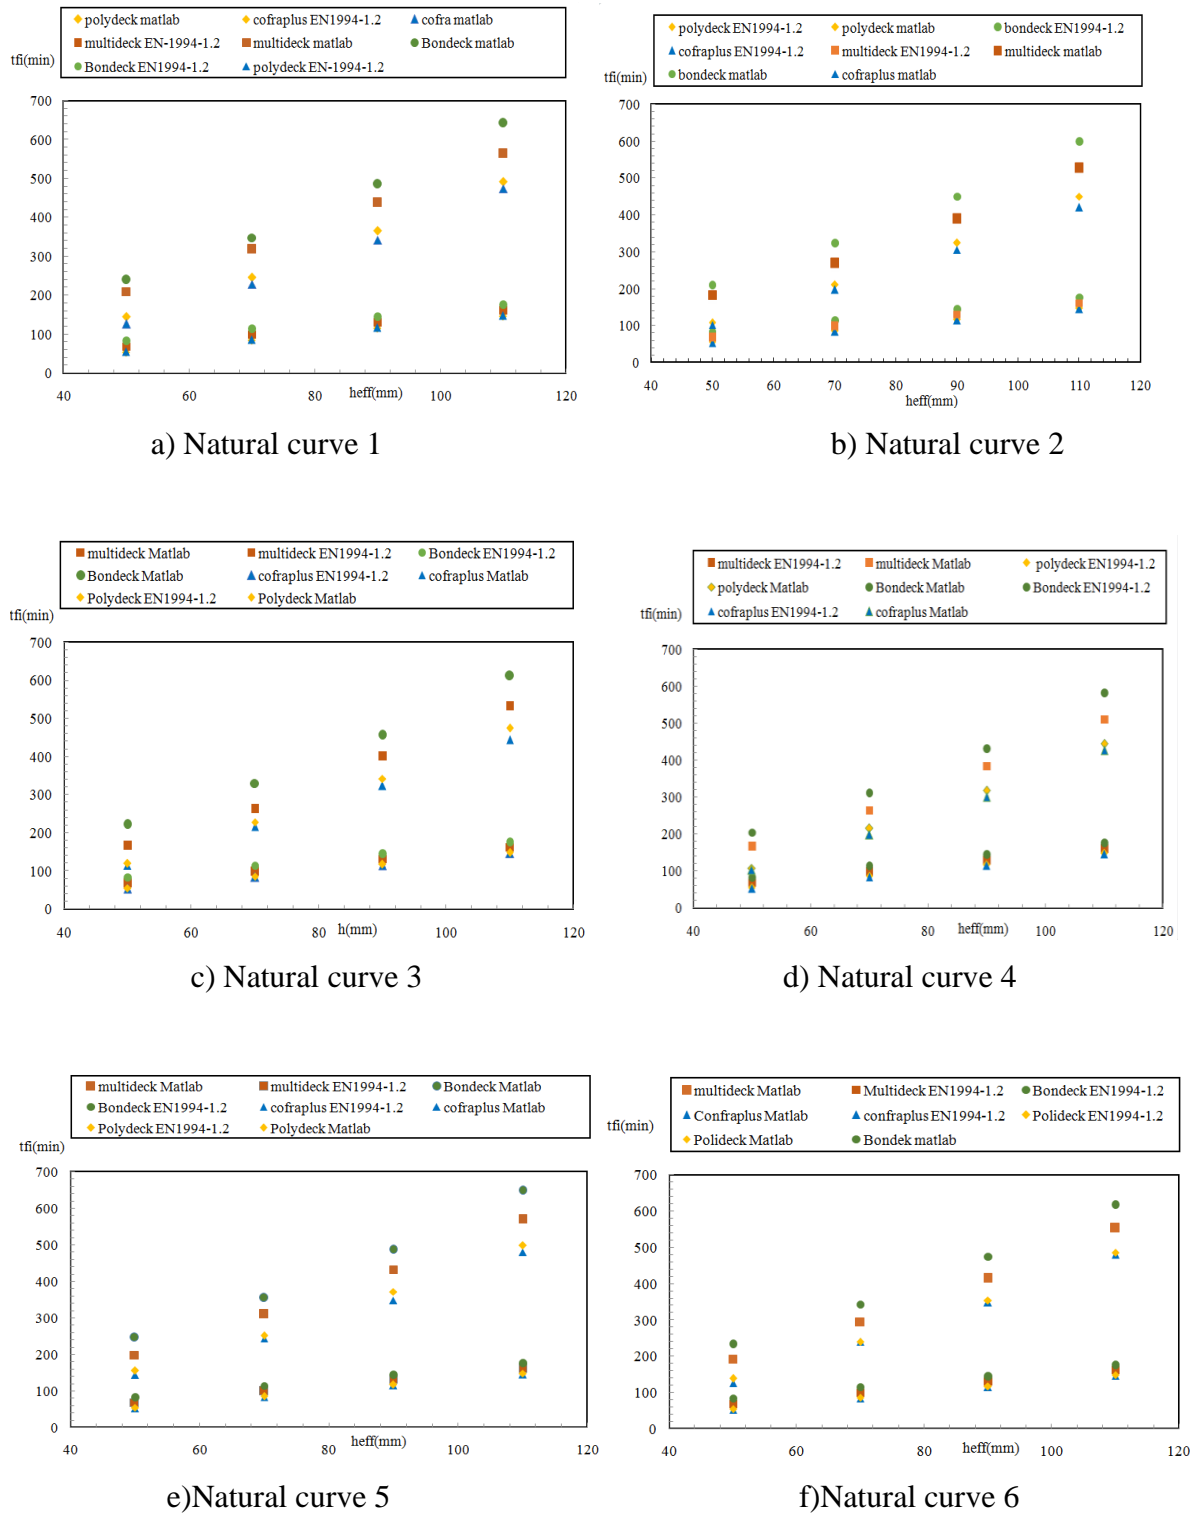 polydeck matlab cofraplus EN1994-1.2 cofra matlab
multideck EN-1994-1.2 multideck matlab Bondeck matlab
Bondeck EN1994-1.2 polydeck EN-1994-1.2
tfi(min)
700
600
500
400
300
200
100
0
40 60 80 100 120
heff(mm)
a) Natural curve 1
polydeck EN1994-1.2 polydeck matlab bondeck EN1994-1.2
cofraplus EN1994-1.2 multideck EN1994-1.2 multideck matlab
bondeck matlab cofraplus matlab
tfi(min)
700
600
500
400
300
200
100
0
40 50 60 70 80 90 100 110 120
heff(mm)
b) Natural curve 2
multideck Matlab multideck EN1994-1.2 Bondeck EN1994-1.2
Bondeck Matlab cofraplus EN1994-1.2 cofraplus Matlab
Polydeck EN1994-1.2 Polydeck Matlab
tfi(min)
700
600
500
400
300
200
100
0
40 60 80 100 120
h(mm)
c) Natural curve 3
multideck EN1994-1.2 multideck Matlab polydeck EN1994-1.2
polydeck Matlab Bondeck Matlab Bondeck EN1994-1.2
cofraplus EN1994-1.2 cofraplus Matlab
tfi(min)
700
600
500
400
300
200
100
0
40 60 80 100 120
heff(mm)
d) Natural curve 4
multideck Matlab multideck EN1994-1.2 Bondeck Matlab
Bondeck EN1994-1.2 cofraplus EN1994-1.2 cofraplus Matlab
Polydeck EN1994-1.2 Polydeck Matlab
tfi(min)
700
600
500
400
300
200
100
0
40 60 80 100 120
heff(mm)
e)Natural curve 5
multideck Matlab Multideck EN1994-1.2 Bondeck EN1994-1.2
Confraplus Matlab confraplus EN1994-1.2 Polideck EN1994-1.2
Polideck Matlab Bondek matlab
tfi(min)
700
600
500
400
300
200
100
0
40 60 80 100 120
heff(mm)
f)Natural curve 6